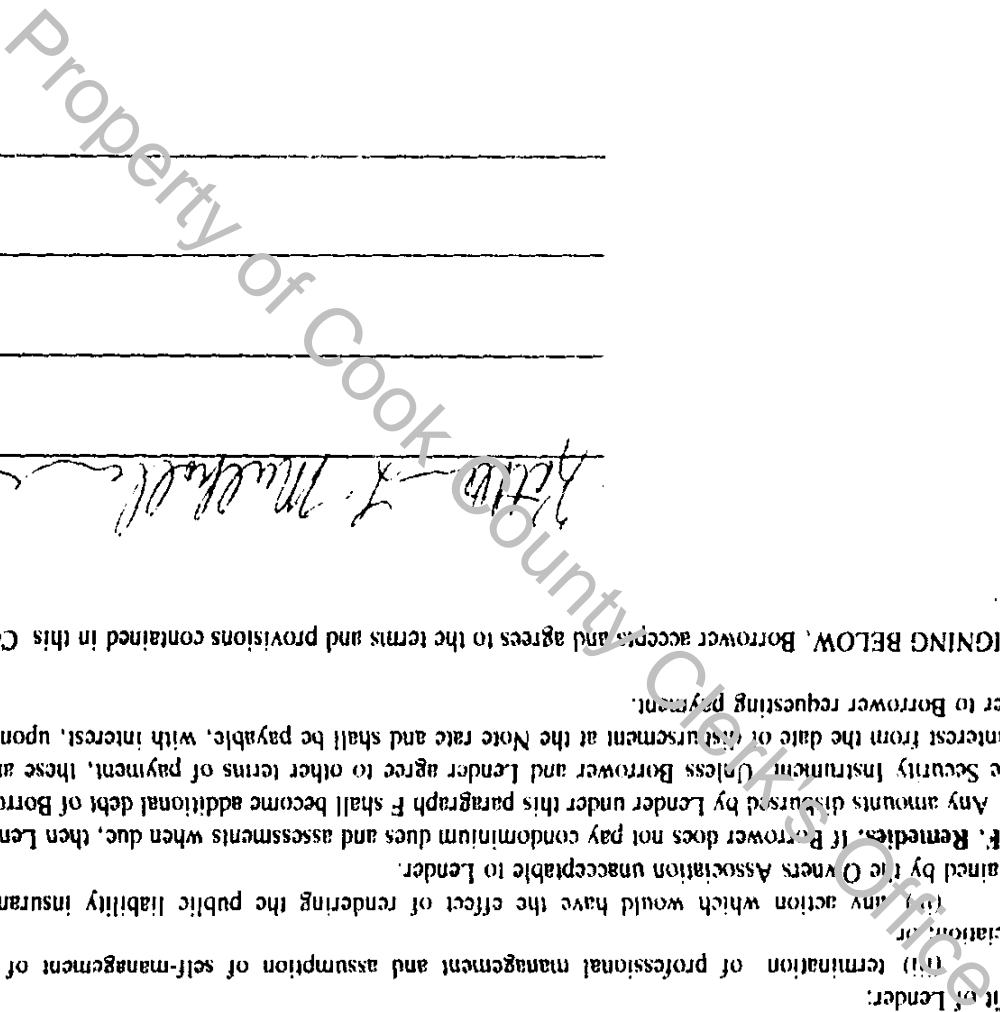 it of Lender;
(iii) termination of professional management and assumption of self-management of
ciation; or
(iv) any action which would have the effect of rendering the public liability insuran
ained by the Owners Association unacceptable to Lender.
F. Remedies. If Borrower does not pay condominium dues and assessments when due, then Len
Any amounts disbursed by Lender under this paragraph F shall become additional debt of Borro
e Security Instrument. Unless Borrower and Lender agree to other terms of payment, these a
nterest from the date of disbursement at the Note rate and shall be payable, with interest, upon
er to Borrower requesting payment.
IGNING BELOW, Borrower accepts and agrees to the terms and provisions contained in this C
Property of Cook County Clerk's Office